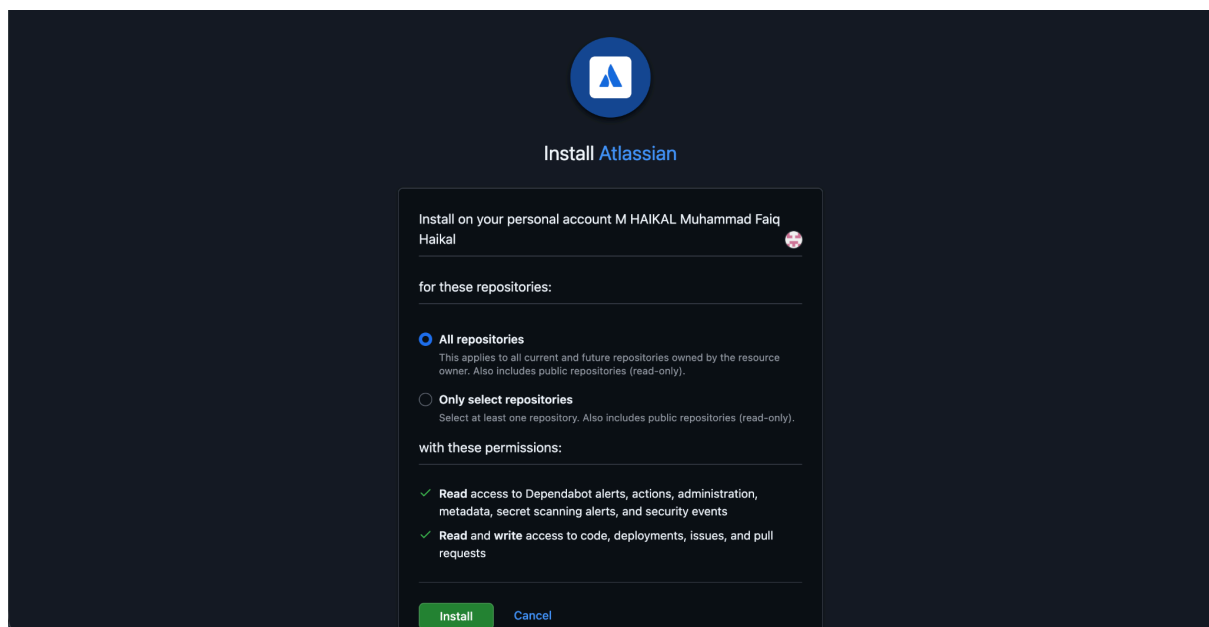 Install Atlassian
Install on your personal account M HAIKAL Muhammad Faiq
Haikal
for these repositories:
All repositories
This applies to all current and future repositories owned by the resource
owner. Also includes public repositories (read-only).
Only select repositories
Select at least one repository. Also includes public repositories (read-only).
with these permissions:
Read access to Dependabot alerts, actions, administration,
metadata, secret scanning alerts, and security events
Read and write access to code, deployments, issues, and pull
requests
Install Cancel